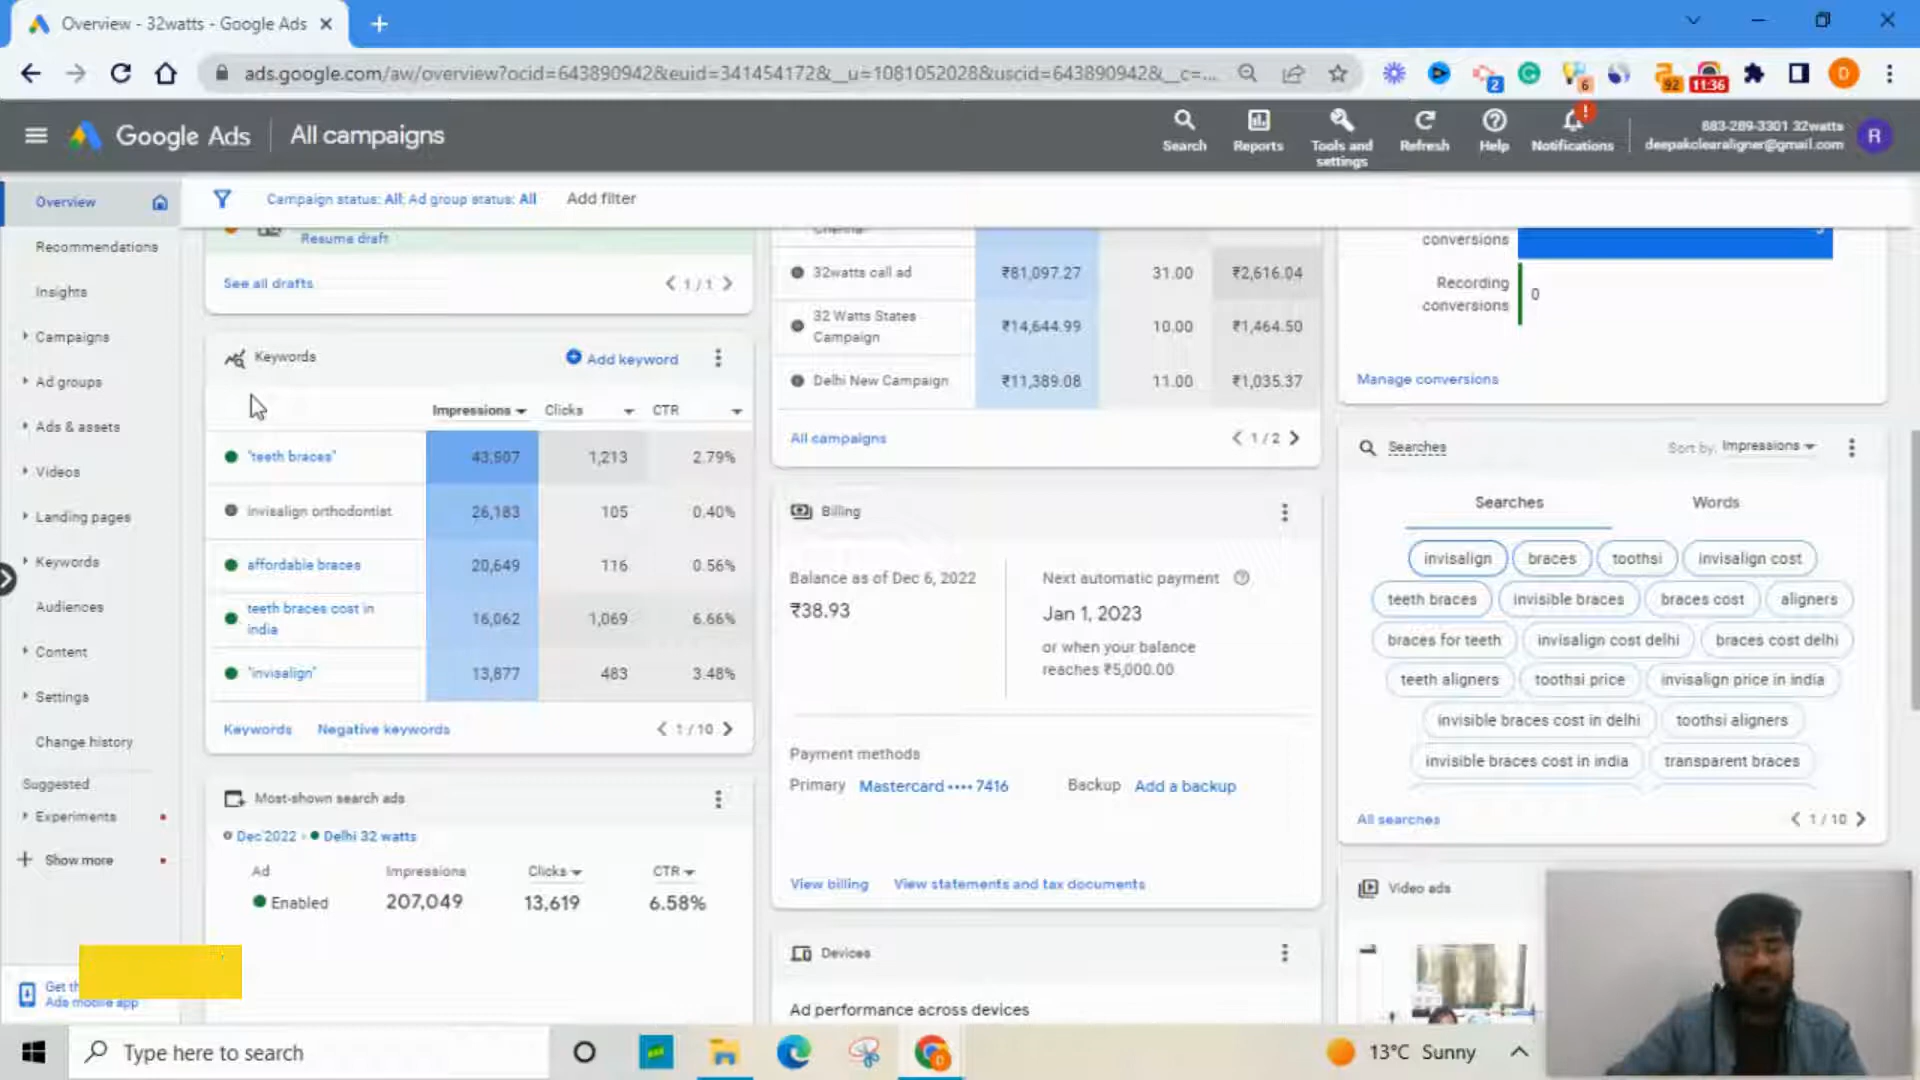 Overview - 32watts - Google Ads
ads.google.com/aw/overview?ocid=643890942&euid=341454172&__u=1081052028&uscid=643890942&__c=...
2
6
92
11:36
D
Google Ads
All campaigns
Search
Reports
Tools and settings
Refresh
Help
Notifications
883-289-3301 32watts
deepakclearaligner@gmail.com
R
Overview
Recommendations
Insights
Campaigns
Ad groups
Ads & assets
Videos
Landing pages
Keywords
Audiences
Content
Settings
Change history
Suggested
Experiments
Show more
Ads mobile app
Campaign status: All; Ad group status: All
Add filter
Resume draft
See all drafts
1 / 1
Keywords
Add keyword
Impressions Clicks CTR
"teeth braces" 43,907 1,213 2.79%
invisalign orthodontist 26,183 105 0.40%
affordable braces 20,649 116 0.56%
teeth braces cost in india 16,062 1,069 6.66%
"invisalign" 13,877 483 3.48%
Keywords Negative keywords 1 / 10
Most-shown search ads
Dec'2022 › Delhi 32 watts
Ad Impressions Clicks CTR
Enabled 207,049 13,619 6.58%
Chennai
32watts call ad ₹81,097.27 31.00 ₹2,616.04
32 Watts States Campaign ₹14,644.99 10.00 ₹1,464.50
Delhi New Campaign ₹11,389.08 11.00 ₹1,035.37
All campaigns 1 / 2
Billing
Balance as of Dec 6, 2022
₹38.93
Next automatic payment
Jan 1, 2023
or when your balance
reaches ₹5,000.00
Payment methods
Primary Mastercard •••• 7416 Backup Add a backup
View billing View statements and tax documents
Devices
Ad performance across devices
conversions
Recording conversions 0
Manage conversions
Searches
Sort by: Impressions
Searches Words
invisalign braces toothsi invisalign cost
teeth braces invisible braces braces cost aligners
braces for teeth invisalign cost delhi braces cost delhi
teeth aligners toothsi price invisalign price in india
invisible braces cost in delhi toothsi aligners
invisible braces cost in india transparent braces
All searches 1 / 10
Video ads
Type here to search
13°C Sunny